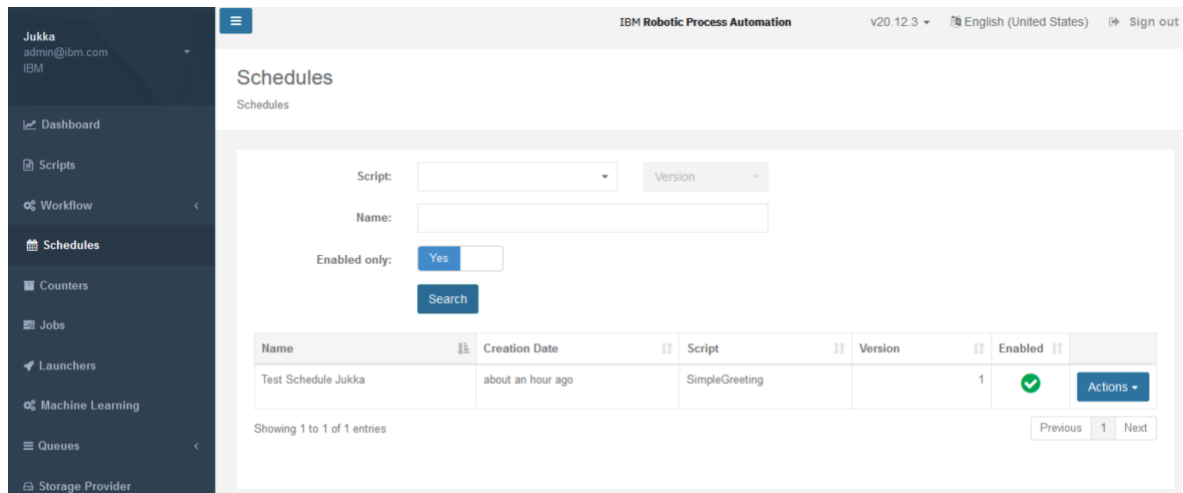 Jukka
admin@ibm.com
IBM
Dashboard
Scripts
Workflow
Schedules
Counters
Jobs
Launchers
Machine Learning
Queues
Storage Provider
IBM Robotic Process Automation v20.12.3 English (United States) Sign out
Schedules
Schedules
Script: Version
Name:
Enabled only: Yes
Search
Name Creation Date Script Version Enabled
Test Schedule Jukka about an hour ago SimpleGreeting 1 Actions
Showing 1 to 1 of 1 entries Previous 1 Next